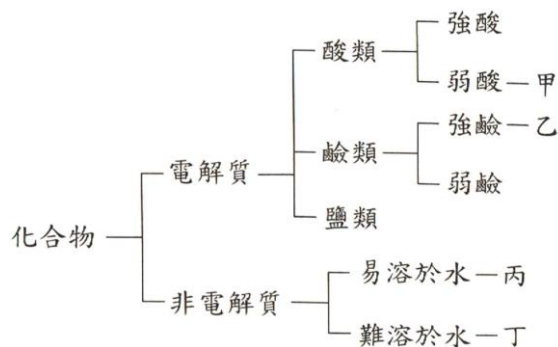 強酸
酸類
弱酸—甲
強鹼—乙
電解質
鹼類
弱鹼
鹽類
化合物
易溶於水—丙
非電解質
難溶於水—丁